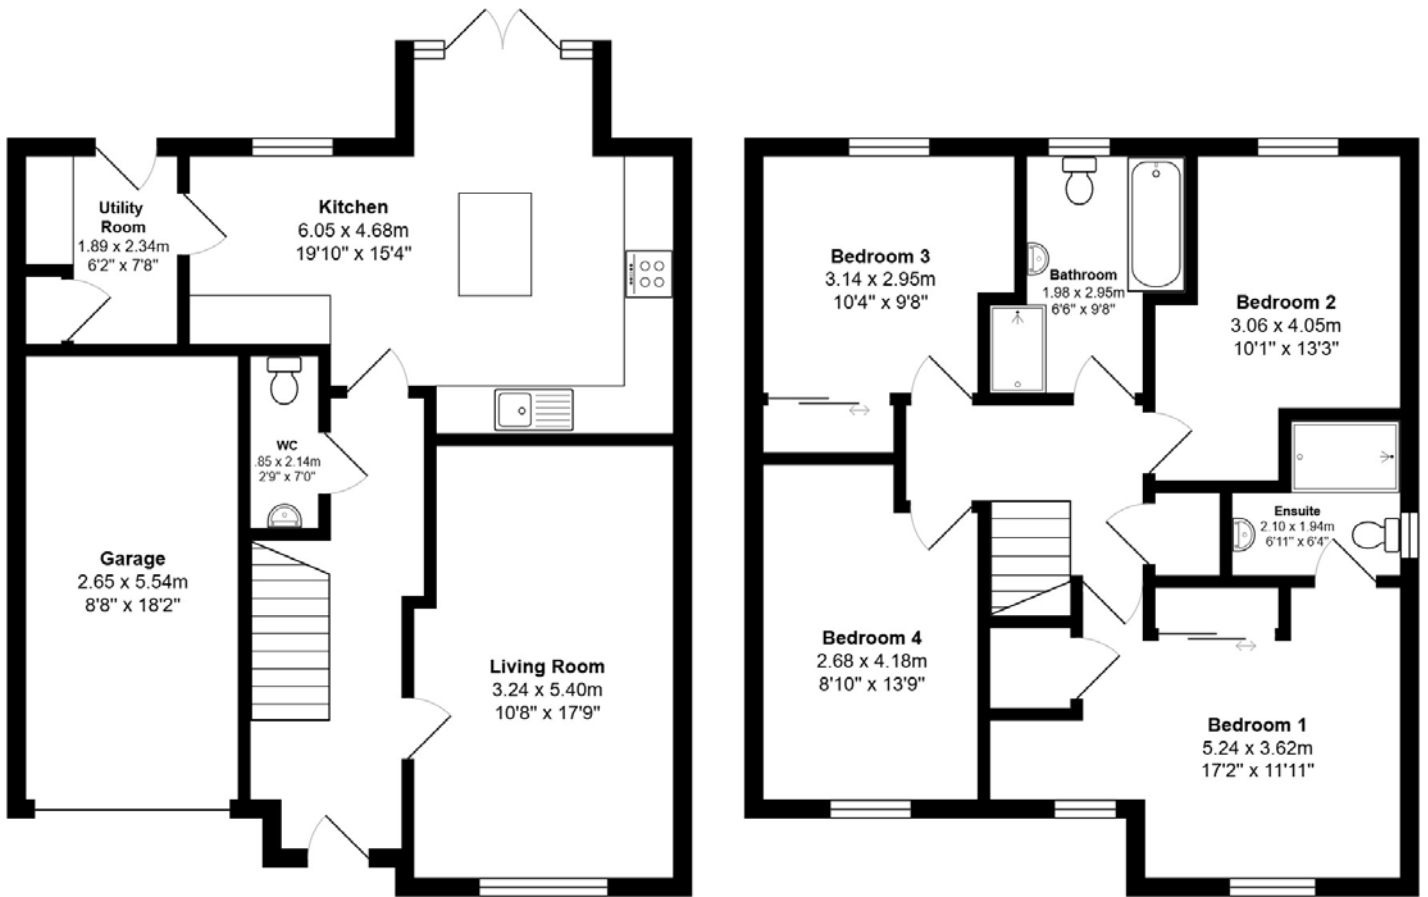 Utility
Room
1.89 x 2.34m
6'2" x 7'8"
Kitchen
6.05 x 4.68m
19'10" x 15'4"
WC
.85 x 2.14m
2'9" x 7'0"
Garage
2.65 x 5.54m
8'8" x 18'2"
Living Room
3.24 x 5.40m
10'8" x 17'9"
Bedroom 3
3.14 x 2.95m
10'4" x 9'8"
Bathroom
1.98 x 2.95m
6'6" x 9'8"
Bedroom 2
3.06 x 4.05m
10'1" x 13'3"
Ensuite
2.10 x 1.94m
6'11" x 6'4"
Bedroom 4
2.68 x 4.18m
8'10" x 13'9"
Bedroom 1
5.24 x 3.62m
17'2" x 11'11"